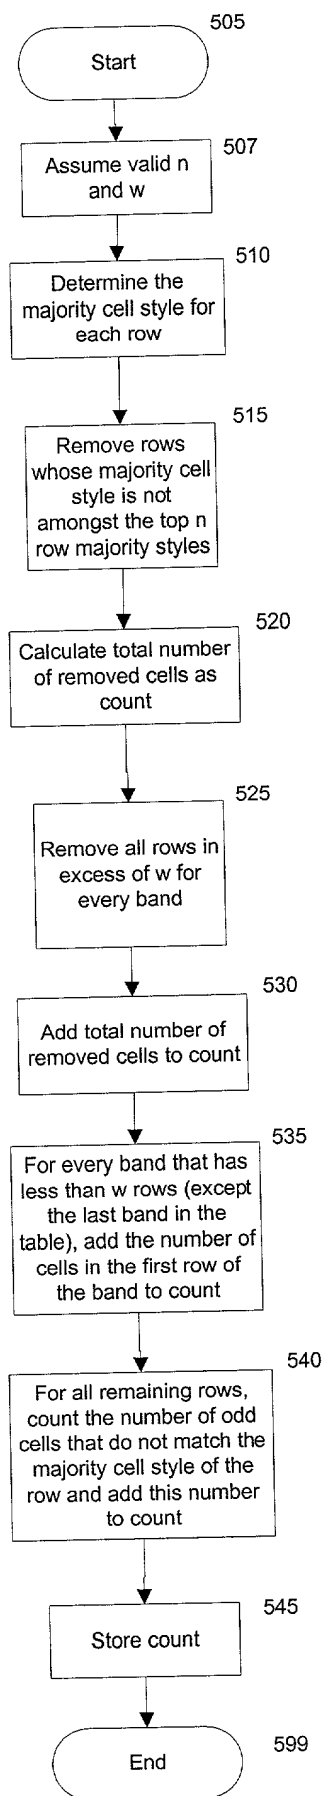 505
Start
507
Assume valid n
and w
510
Determine the
majority cell style for
each row
515
Remove rows
whose majority cell
style is not
amongst the top n
row majority styles
520
Calculate total number
of removed cells as
count
525
Remove all rows in
excess of w for
every band
530
Add total number of
removed cells to count
535
For every band that has
less than w rows (except
the last band in the
table), add the number of
cells in the first row of
the band to count
540
For all remaining rows,
count the number of odd
cells that do not match the
majority cell style of the
row and add this number
to count
545
Store count
599
End